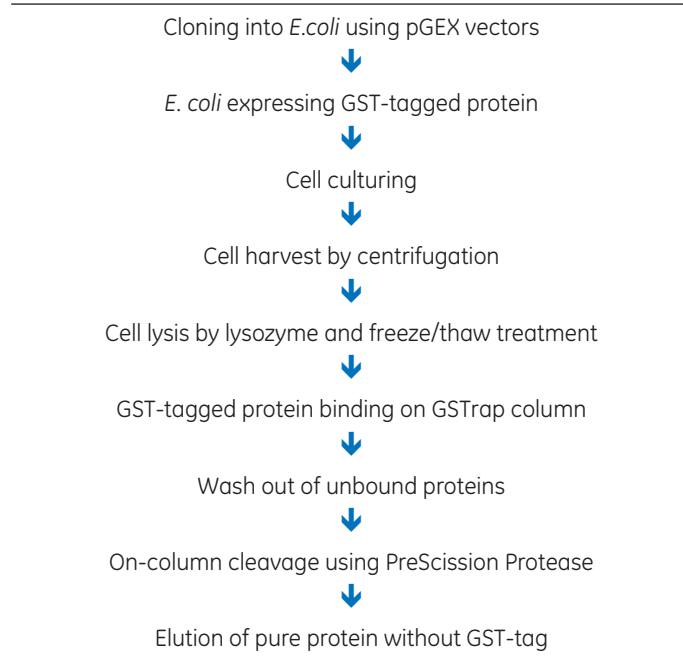 Cloning into E.coli using pGEX vectors
E. coli expressing GST-tagged protein
Cell culturing
Cell harvest by centrifugation
Cell lysis by lysozyme and freeze/thaw treatment
GST-tagged protein binding on GSTrap column
Wash out of unbound proteins
On-column cleavage using PreScission Protease
Elution of pure protein without GST-tag